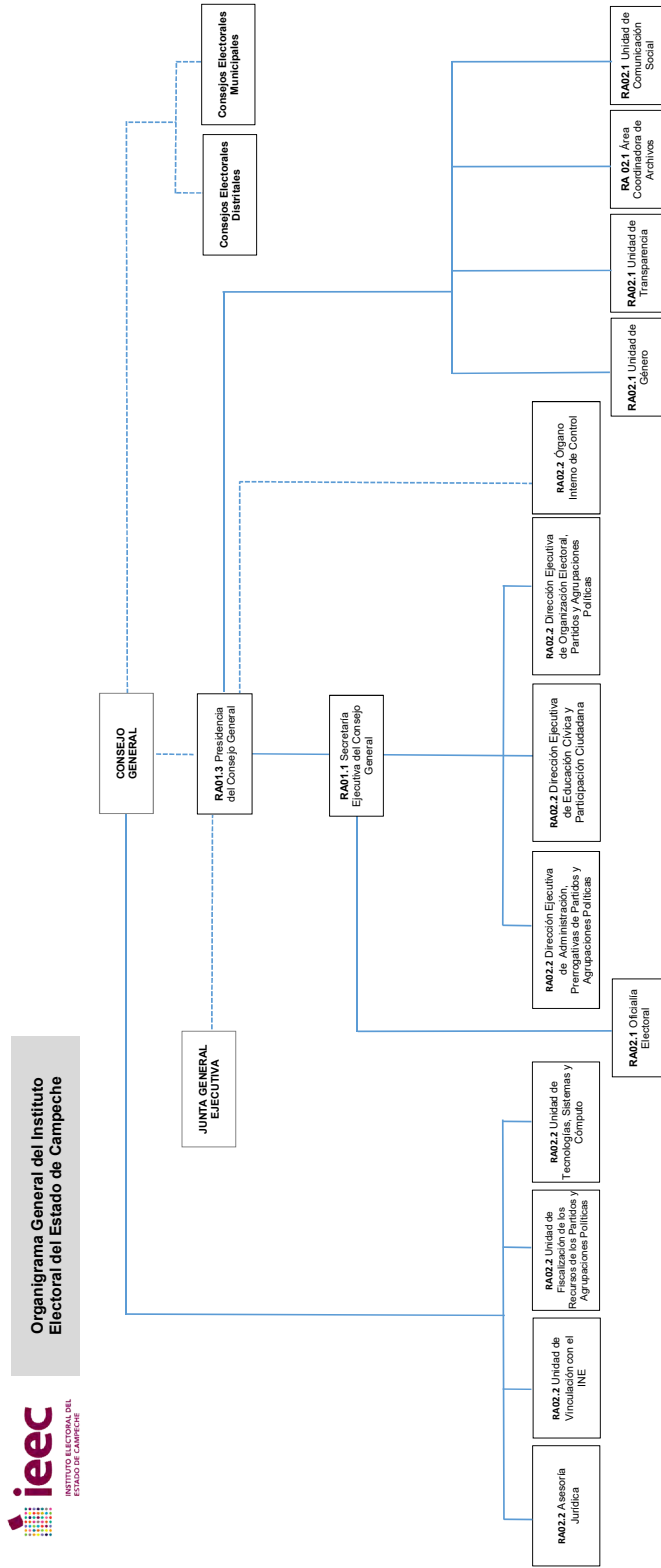 ieec
INSTITUTO ELECTORAL DEL
ESTADO DE CAMPECHE
Organigrama General del Instituto
Electoral del Estado de Campeche
CONSEJO
GENERAL
Consejos Electorales
Distritales
Consejos Electorales
Municipales
JUNTA GENERAL
EJECUTIVA
RA01.3 Presidencia
del Consejo General
RA01.1 Secretaría
Ejecutiva del Consejo
General
RA02.2 Asesoría
Jurídica
RA02.2 Unidad de
Vinculación con el
INE
RA02.2 Unidad de
Fiscalización de los
Recursos de los Partidos y
Agrupaciones Políticas
RA02.2 Unidad de
Tecnologías, Sistemas y
Cómputo
RA02.2 Dirección Ejecutiva
de Administración,
Prerrogativas de Partidos y
Agrupaciones Políticas
RA02.2 Dirección Ejecutiva
de Educación Cívica y
Participación Ciudadana
RA02.2 Dirección Ejecutiva
de Organización Electoral,
Partidos y Agrupaciones
Políticas
RA02.2 Órgano
Interno de Control
RA02.1 Oficialía
Electoral
RA02.1 Unidad de
Género
RA02.1 Unidad de
Transparencia
RA 02.1 Área
Coordinadora de
Archivos
RA02.1 Unidad de
Comunicación
Social